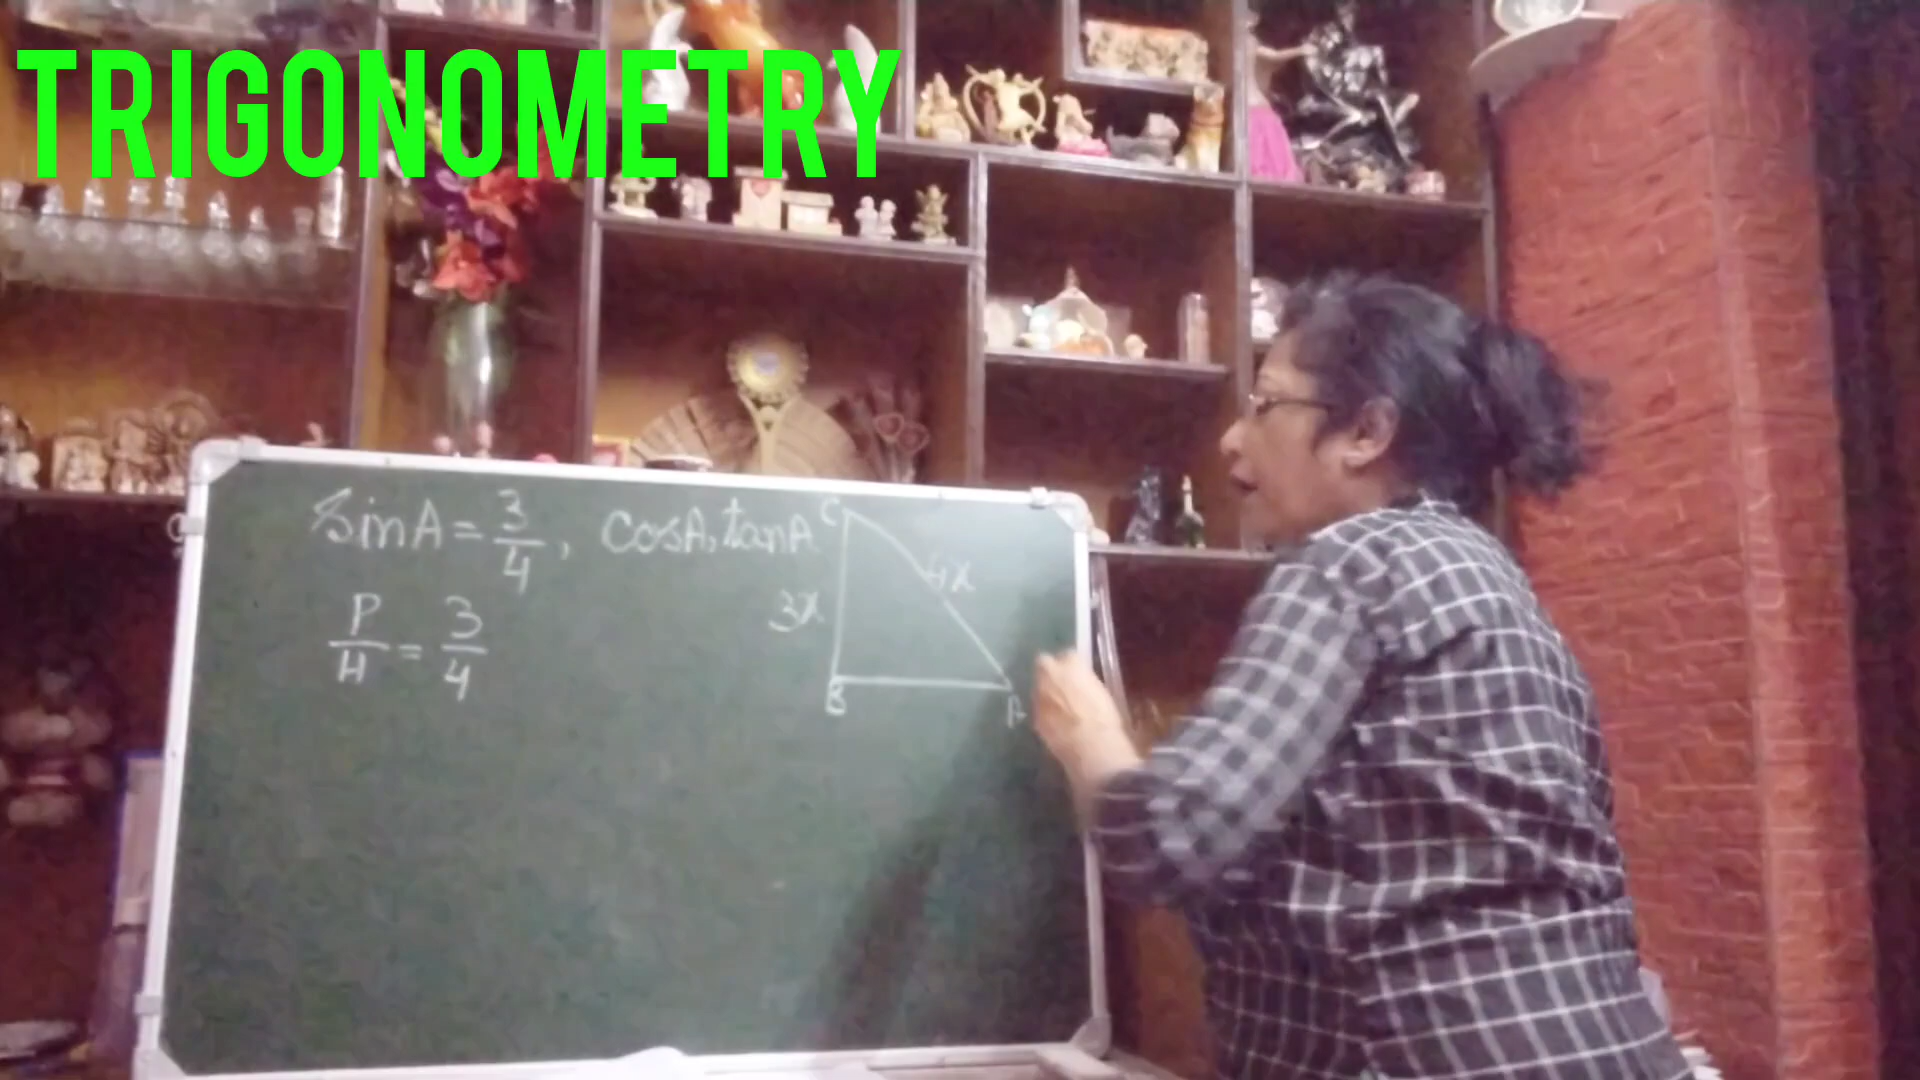 TRIGONOMETRY
sinA = 3/4, cosA, tanA
P/H = 3/4
C
4x
3x
B
A